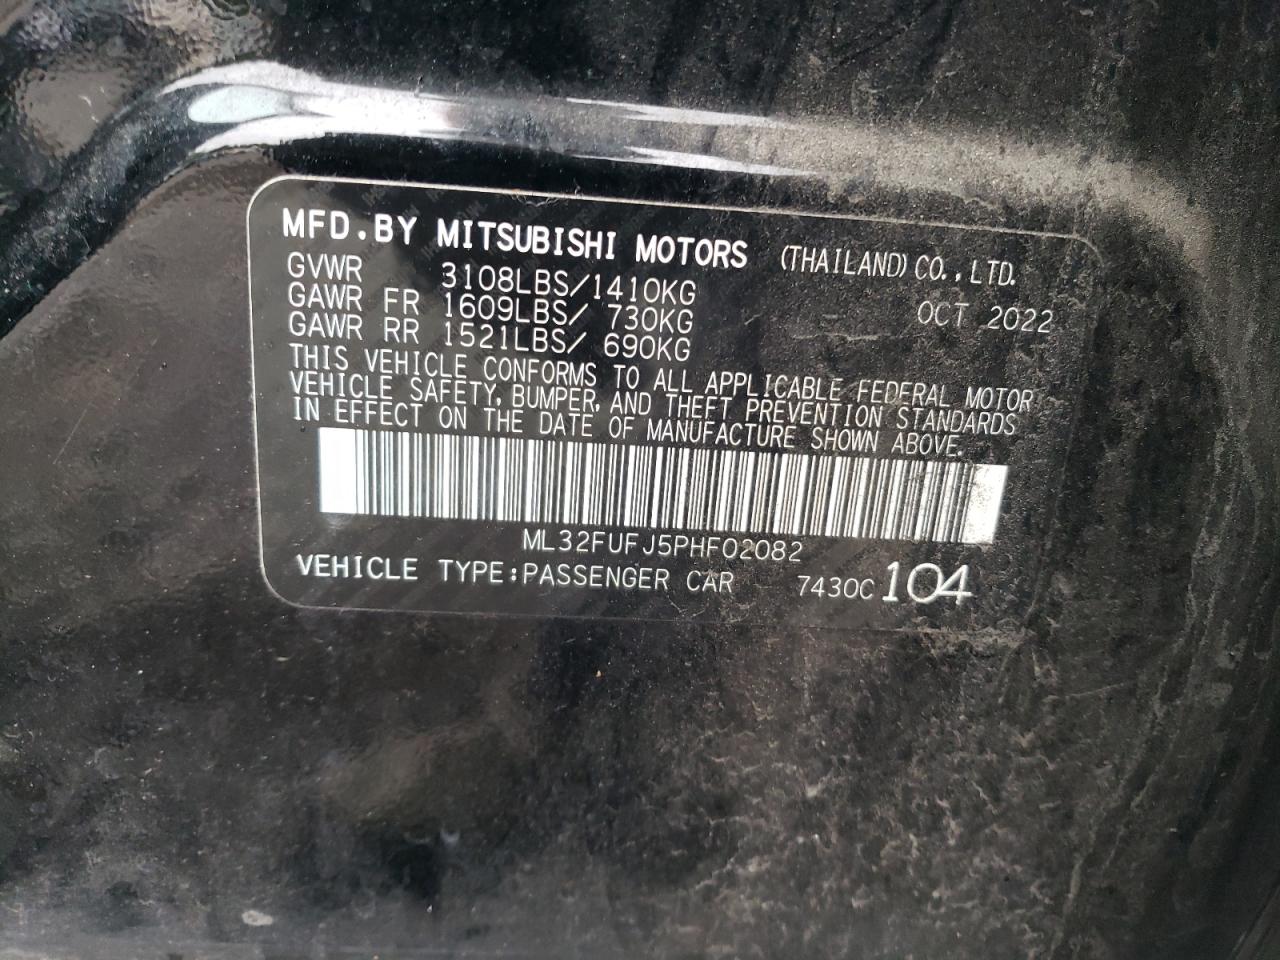 MFD.BY MITSUBISHI MOTORS (THAILAND) CO.,LTD.
GVWR 3108LBS/1410KG
GAWR FR 1609LBS/ 730KG OCT 2022
GAWR RR 1521LBS/ 690KG
THIS VEHICLE CONFORMS TO ALL APPLICABLE FEDERAL MOTOR
VEHICLE SAFETY, BUMPER, AND THEFT PREVENTION STANDARDS
IN EFFECT ON THE DATE OF MANUFACTURE SHOWN ABOVE.
ML32FUFJ5PHF02082
VEHICLE TYPE:PASSENGER CAR 7430C 104